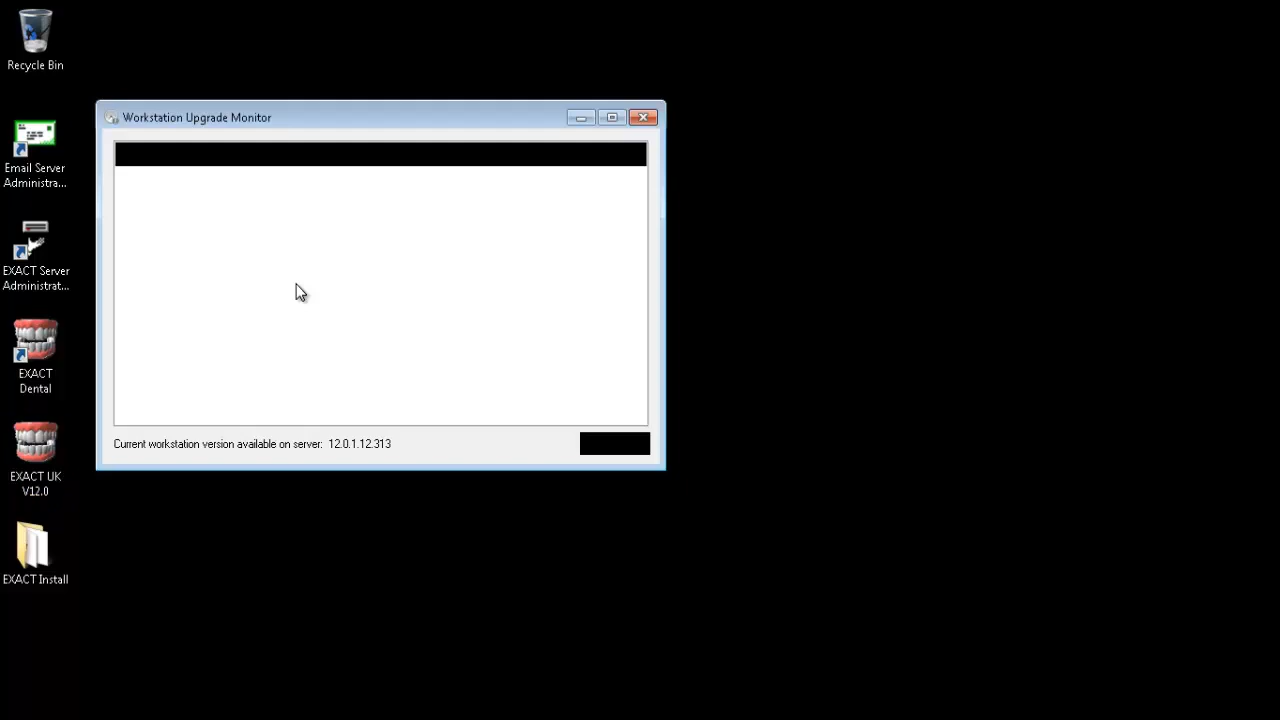 Recycle Bin
Workstation Upgrade Monitor
Email Server
Administra...
EXACT Server
Administrat...
EXACT
Dental
Current workstation version available on server: 12.0.1.12.313
EXACT UK
V12.0
EXACT Install